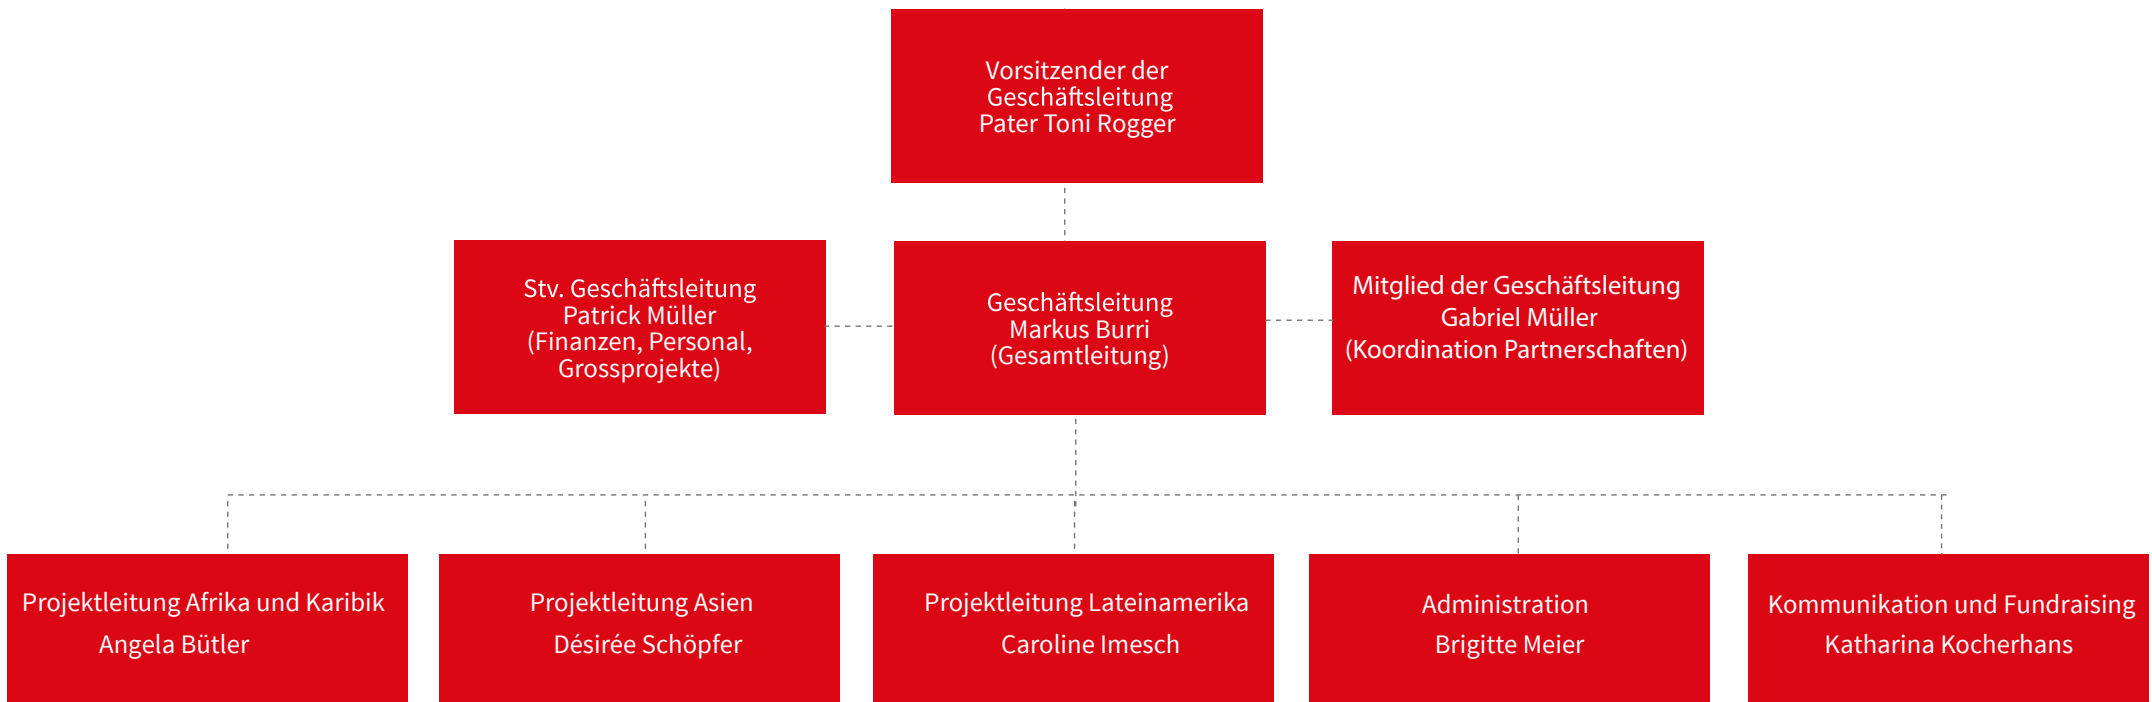 Vorsitzender der
Geschäftsleitung
Pater Toni Rogger
Stv. Geschäftsleitung
Patrick Müller
(Finanzen, Personal,
Grossprojekte)
Geschäftsleitung
Markus Burri
(Gesamtleitung)
Mitglied der Geschäftsleitung
Gabriel Müller
(Koordination Partnerschaften)
Projektleitung Afrika und Karibik
Angela Bütler
Projektleitung Asien
Désirée Schöpfer
Projektleitung Lateinamerika
Caroline Imesch
Administration
Brigitte Meier
Kommunikation und Fundraising
Katharina Kocherhans